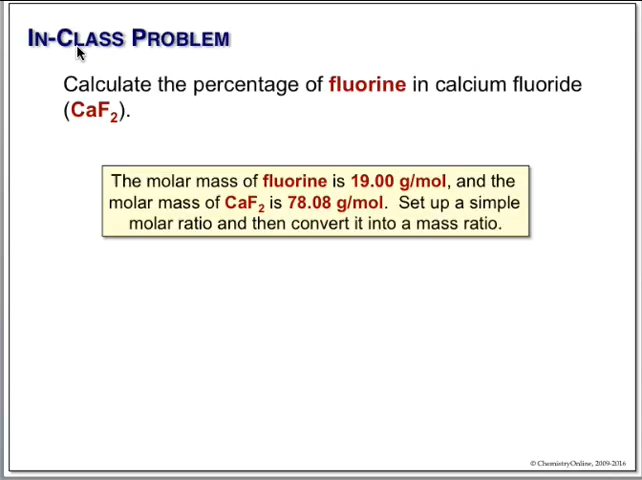 IN-CLASS PROBLEM
Calculate the percentage of fluorine in calcium fluoride
(CaF₂).
The molar mass of fluorine is 19.00 g/mol, and the
molar mass of CaF₂ is 78.08 g/mol. Set up a simple
molar ratio and then convert it into a mass ratio.
© ChemistryOnline, 2009-2016